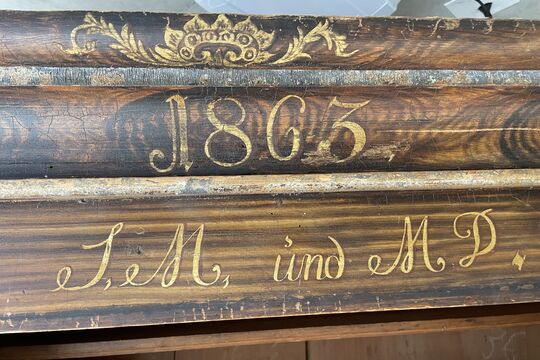 1863.
J, M, und M D.